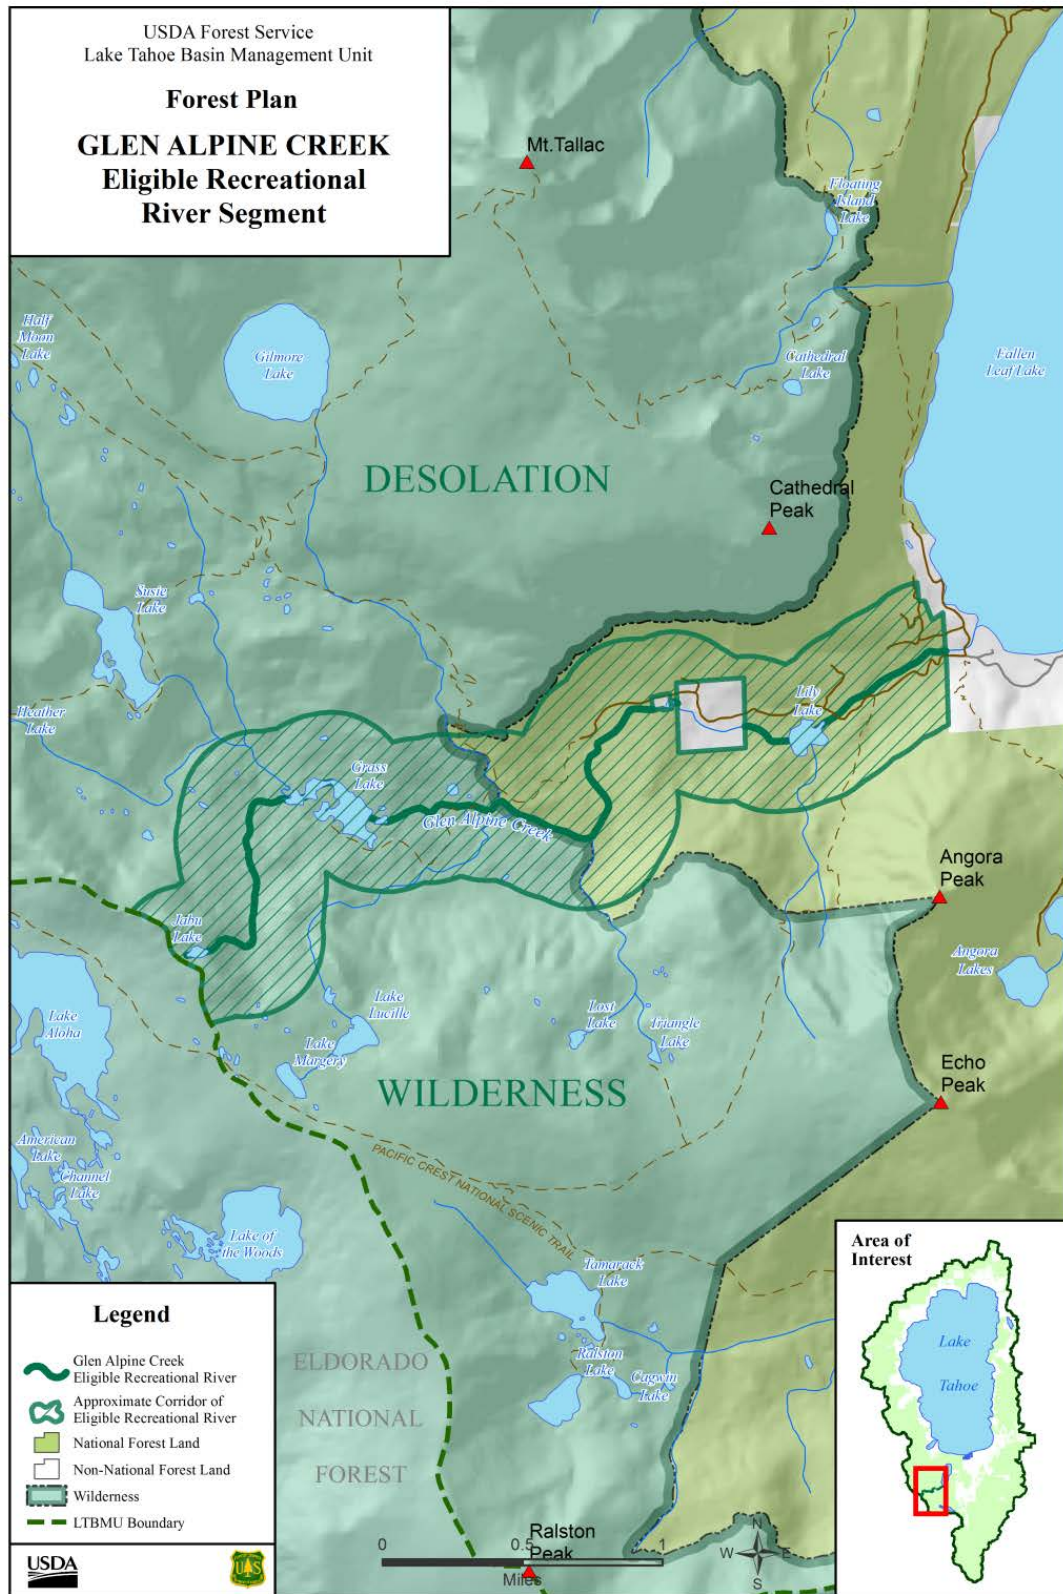 USDA Forest Service
Lake Tahoe Basin Management Unit
Forest Plan
GLEN ALPINE CREEK
Eligible Recreational
River Segment
Mt.Tallac
Floating
Island
Lake
Half
Moon
Lake
Gilmore
Lake
Cathedral
Lake
Fallen
Leaf Lake
DESOLATION
Cathedral
Peak
Susie
Lake
Heather
Lake
Lily
Lake
Grass
Lake
Glen Alpine Creek
Angora
Peak
Jabu
Lake
Angora
Lakes
Lake
Aloha
Lake
Lucille
Lost
Lake
Triangle
Lake
Lake
Margery
WILDERNESS
Echo
Peak
American
Lake
Channel
Lake
PACIFIC CREST NATIONAL SCENIC TRAIL
Lake of
the Woods
Tamarack
Lake
Ralston
Lake
Cagwin
Lake
ELDORADO
NATIONAL
FOREST
Ralston
Peak
0 0.5 1
Miles
N
W E
S
Legend
Glen Alpine Creek
Eligible Recreational River
Approximate Corridor of
Eligible Recreational River
National Forest Land
Non-National Forest Land
Wilderness
LTBMU Boundary
USDA
U S
Area of
Interest
Lake
Tahoe